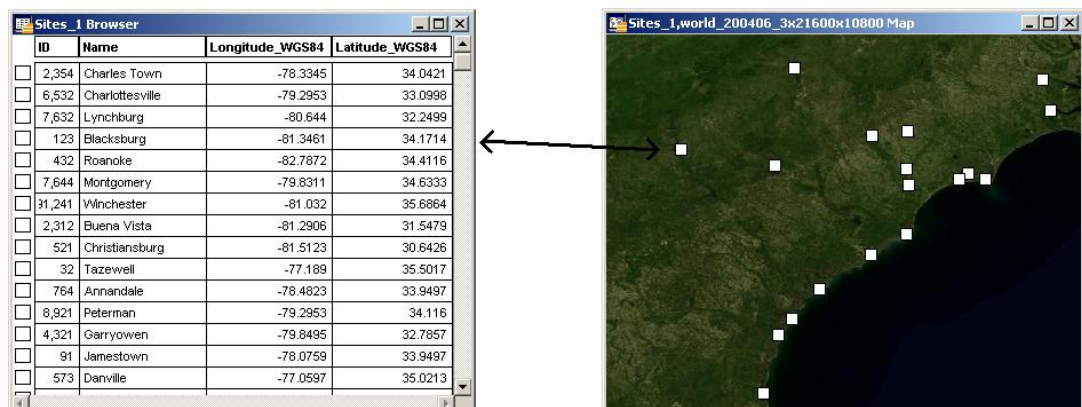 Sites_1 Browser
ID Name Longitude_WGS84 Latitude_WGS84
2,354 Charles Town -78.3345 34.0421
6,532 Charlottesville -79.2953 33.0998
7,632 Lynchburg -80.644 32.2499
123 Blacksburg -81.3461 34.1714
432 Roanoke -82.7872 34.4116
7,644 Montgomery -79.8311 34.6333
31,241 Winchester -81.032 35.6864
2,312 Buena Vista -81.2906 31.5479
521 Christiansburg -81.5123 30.6426
32 Tazewell -77.189 35.5017
764 Annandale -78.4823 33.9497
8,921 Peterman -79.2953 34.116
4,321 Garryowen -79.8495 32.7857
91 Jamestown -78.0759 33.9497
573 Danville -77.0597 35.0213
Sites_1,world_200406_3x21600x10800 Map